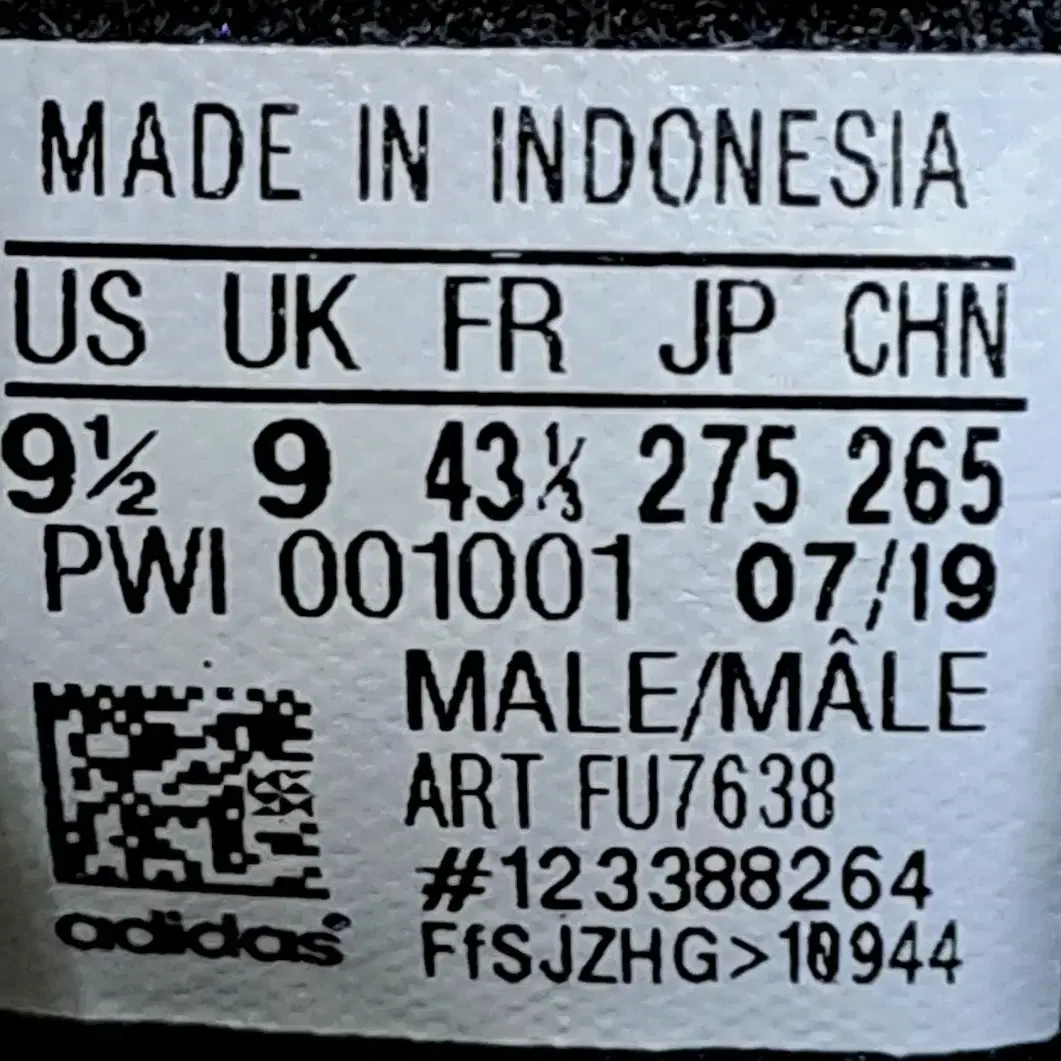 MADE IN INDONESIA
US UK FR JP CHN
9½ 9 43⅓ 275 265
PWI 001001 07/19
MALE/MÂLE
ART FU7638
#123388264
adidas
FfSJZHG>10944